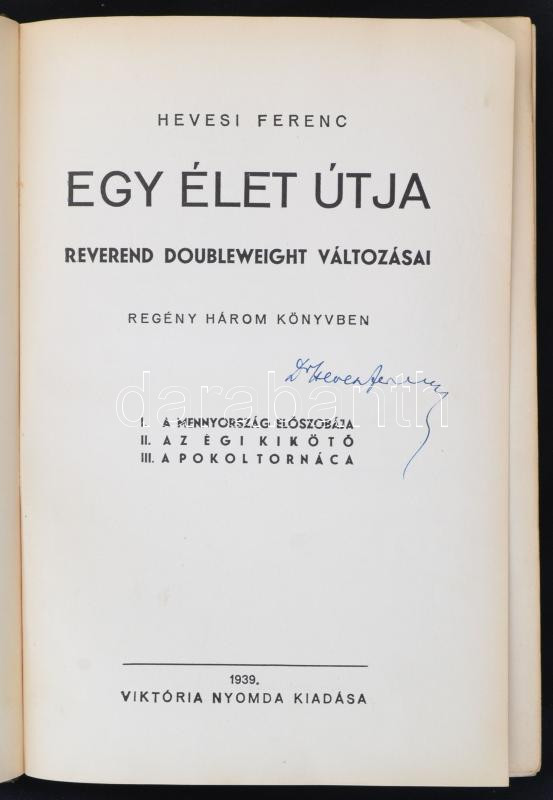 HEVESI FERENC
EGY ÉLET ÚTJA
REVEREND DOUBLEWEIGHT VÁLTOZÁSAI
REGÉNY HÁROM KÖNYVBEN
Dr Hevesi Ferenc
darabanth
I. A MENNYORSZÁG ELŐSZOBÁJA
II. AZ ÉGI KIKÖTŐ
III. A POKOL TORNÁCA
1939.
VIKTÓRIA NYOMDA KIADÁSA